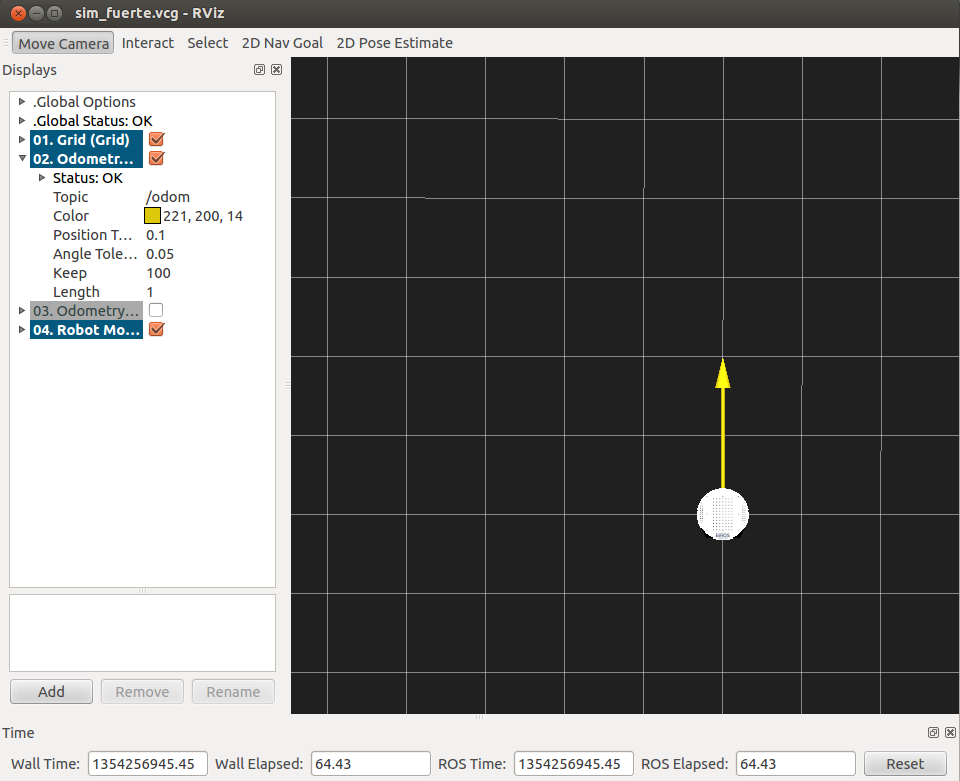 sim_fuerte.vcg - RViz
Move Camera Interact Select 2D Nav Goal 2D Pose Estimate
Displays
.Global Options
.Global Status: OK
01. Grid (Grid)
02. Odometr...
Status: OK
Topic /odom
Color 221, 200, 14
Position T... 0.1
Angle Tole... 0.05
Keep 100
Length 1
03. Odometry...
04. Robot Mo...
Add Remove Rename
Time
Wall Time: 1354256945.45 Wall Elapsed: 64.43 ROS Time: 1354256945.45 ROS Elapsed: 64.43 Reset